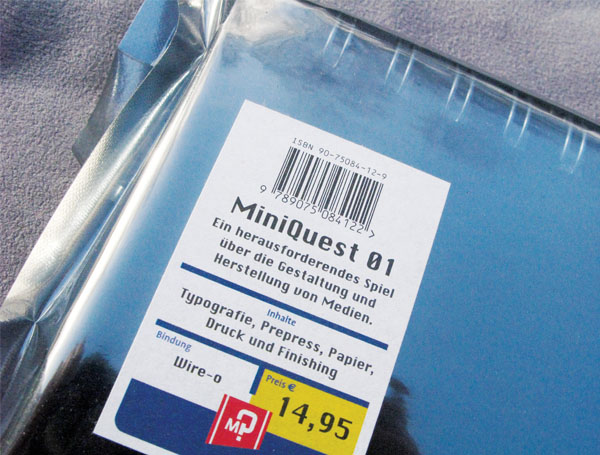 ISBN 90-75084-12-9
9 789075 084122 >
MiniQuest 01
Ein herausforderendes Spiel
über die Gestaltung und
Herstellung von Medien.
Inhalte
Typografie, Prepress, Papier,
Druck und Finishing
Bindung
Wire-o
Preis €
14,95
M?